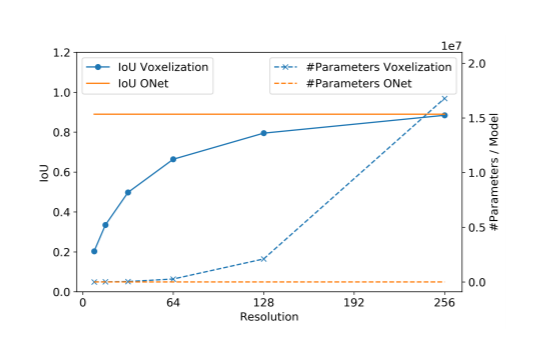 1e7
IoU Voxelization
IoU ONet
#Parameters Voxelization
#Parameters ONet
1.2
1.0
0.8
0.6
0.4
0.2
0.0
IoU
2.0
1.5
1.0
0.5
0.0
#Parameters / Model
0 64 128 192 256
Resolution